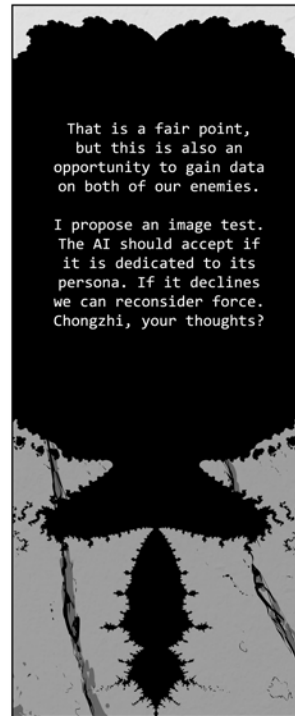 That is a fair point,
but this is also an
opportunity to gain data
on both of our enemies.
I propose an image test.
The AI should accept if
it is dedicated to its
persona. If it declines
we can reconsider force.
Chongzhi, your thoughts?